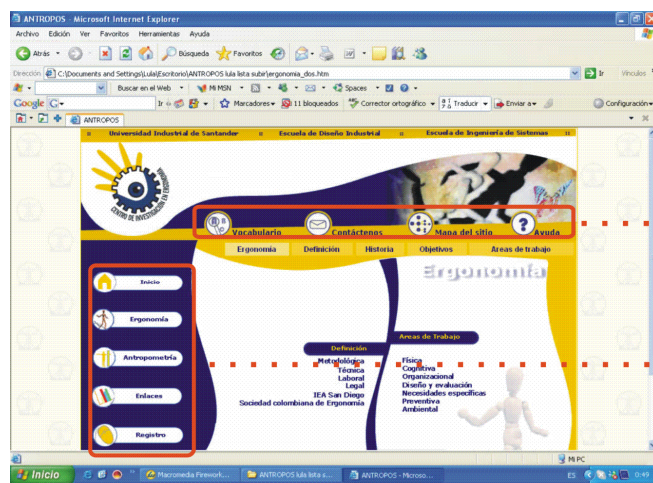 ANTROPOS - Microsoft Internet Explorer
Archivo Edición Ver Favoritos Herramientas Ayuda
Atrás Búsqueda Favoritos
Dirección C:\Documents and Settings\Lula\Escritorio\ANTROPOS lula lista subir\ergonomia_dos.htm Ir Vínculos
Buscar en el Web Mi MSN Spaces
Google G Ir Marcadores 11 bloqueados Corrector ortográfico Traducir Enviar a Configuración
ANTROPOS
Universidad Industrial de Santander Escuela de Diseño Industrial Escuela de Ingeniería de Sistemas
CENTRO DE INVESTIGACIÓN EN ERGONOMIA
Vocabulario Contáctenos Mapa del sitio Ayuda
Ergonomía Definición Historia Objetivos Areas de trabajo
Ergonomía
Inicio
Ergonomía
Antropometría
Enlaces
Registro
Definición
Metodológica
Técnica
Laboral
Legal
IEA San Diego
Sociedad colombiana de Ergonomía
Areas de Trabajo
Física
Cognitiva
Organizacional
Diseño y evaluación
Necesidades específicas
Preventiva
Ambiental
Mi PC
Inicio Macromedia Firework... ANTROPOS lula lista s... ANTROPOS - Microso... ES 0:49